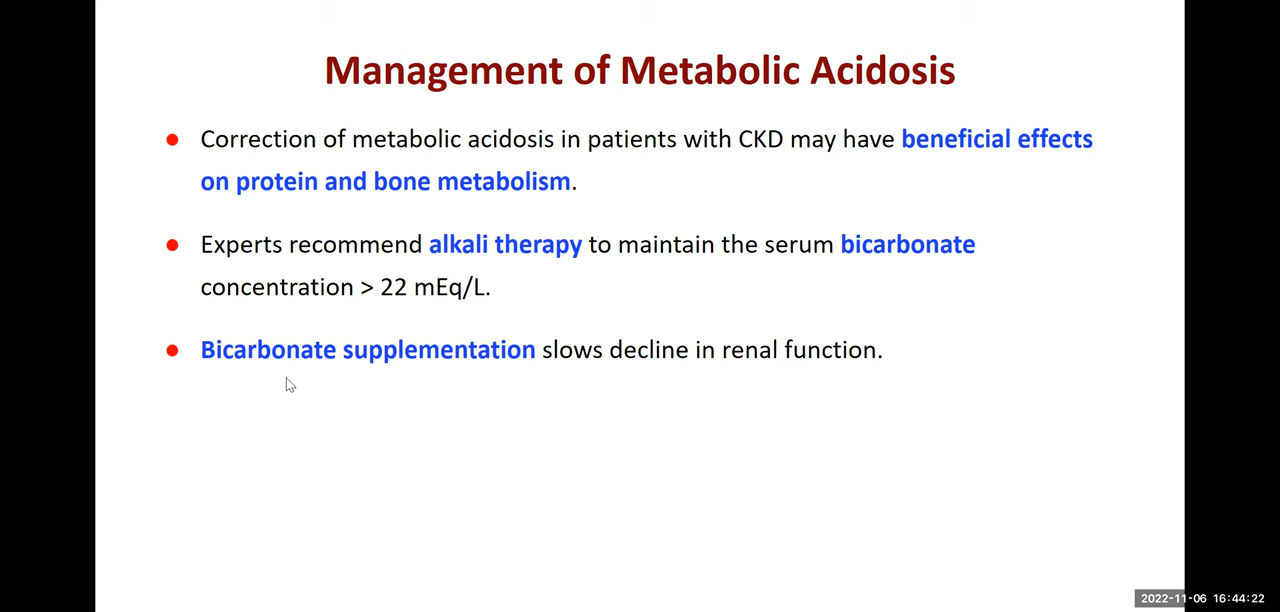 Management of Metabolic Acidosis
Correction of metabolic acidosis in patients with CKD may have beneficial effects
on protein and bone metabolism.
Experts recommend alkali therapy to maintain the serum bicarbonate
concentration > 22 mEq/L.
Bicarbonate supplementation slows decline in renal function.
2022-11-06 16:44:22